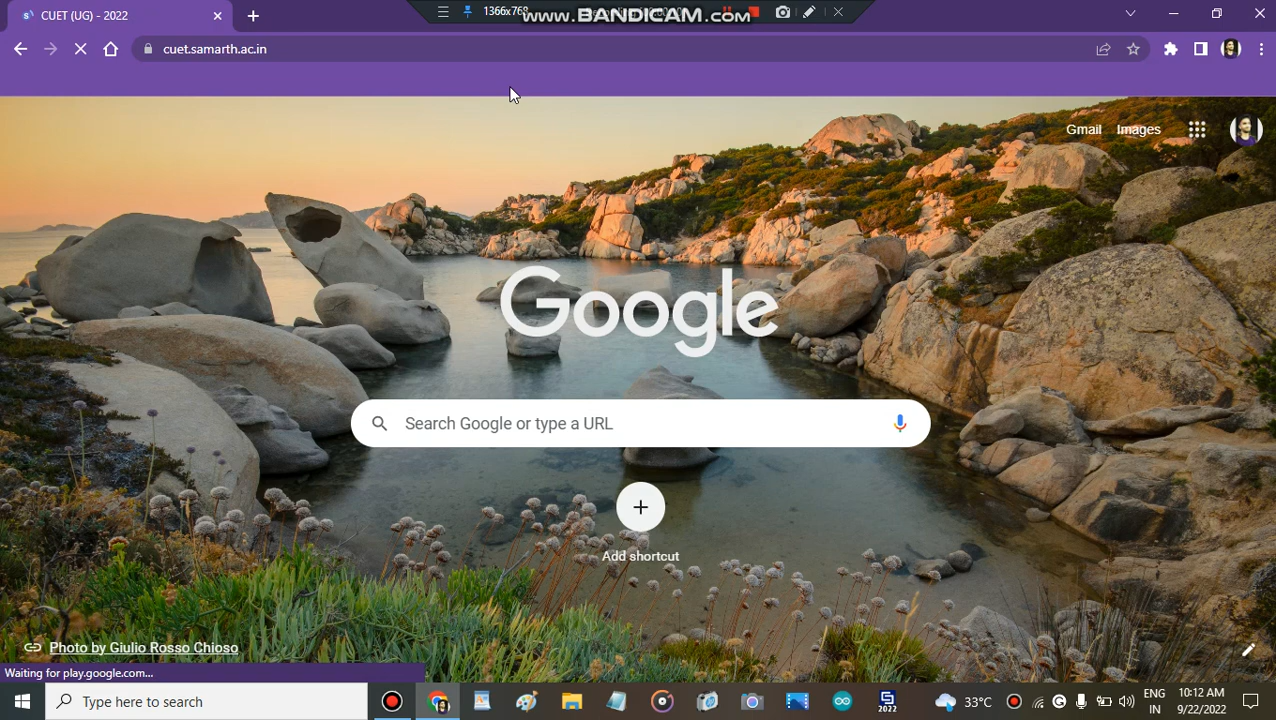 CUET (UG) - 2022
1366x768
www.BANDICAM.com
cuet.samarth.ac.in
Gmail Images
Google
Search Google or type a URL
Add shortcut
Photo by Giulio Rosso Chioso
Waiting for play.google.com...
Type here to search
2022
33°C
ENG
IN
10:12 AM
9/22/2022